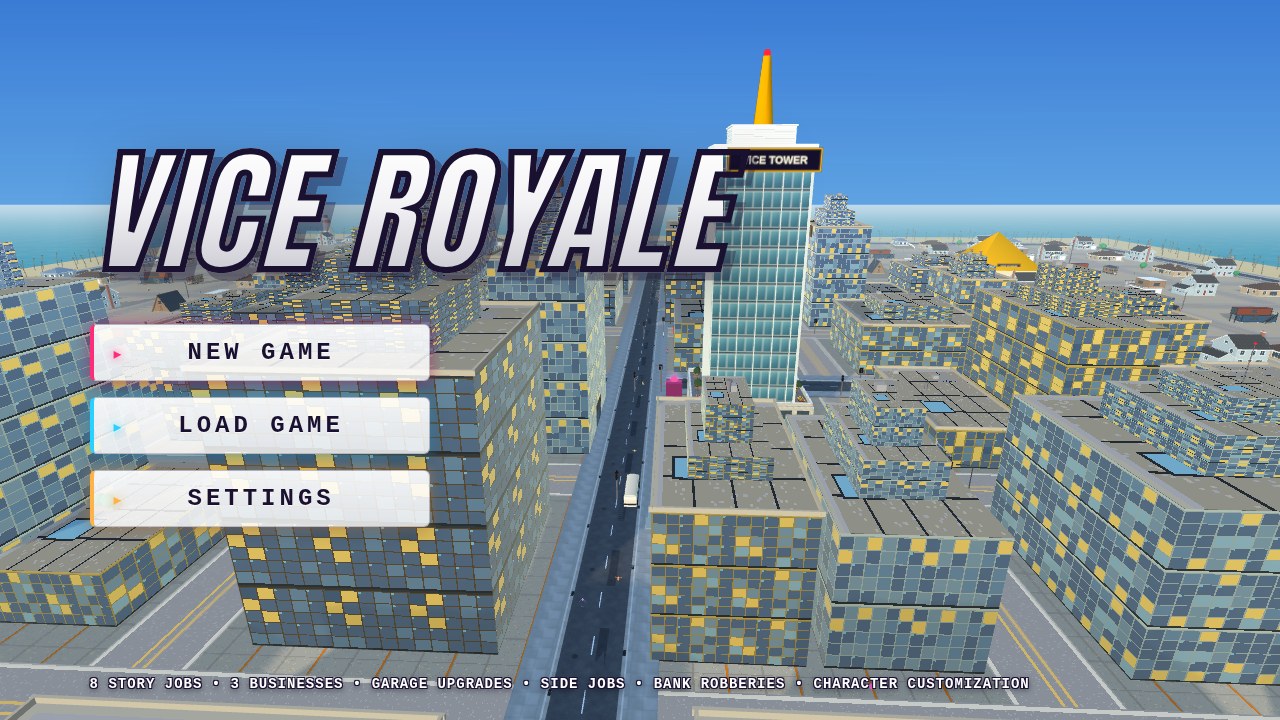 VICE ROYALE
TOWER
NEW GAME
LOAD GAME
SETTINGS
8 STORY JOBS • 3 BUSINESSES • GARAGE UPGRADES • SIDE JOBS • BANK ROBBERIES • CHARACTER CUSTOMIZATION